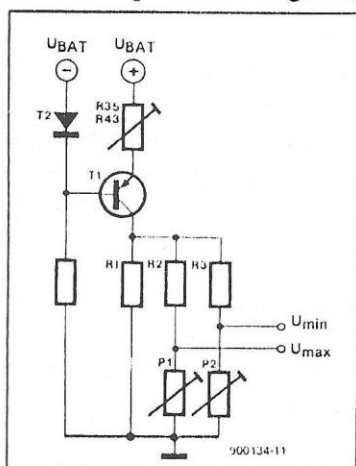 UBAT UBAT
− +
T2
R35
R43
T1
R1 R2 R3
Umin
Umax
P1 P2
900134-11